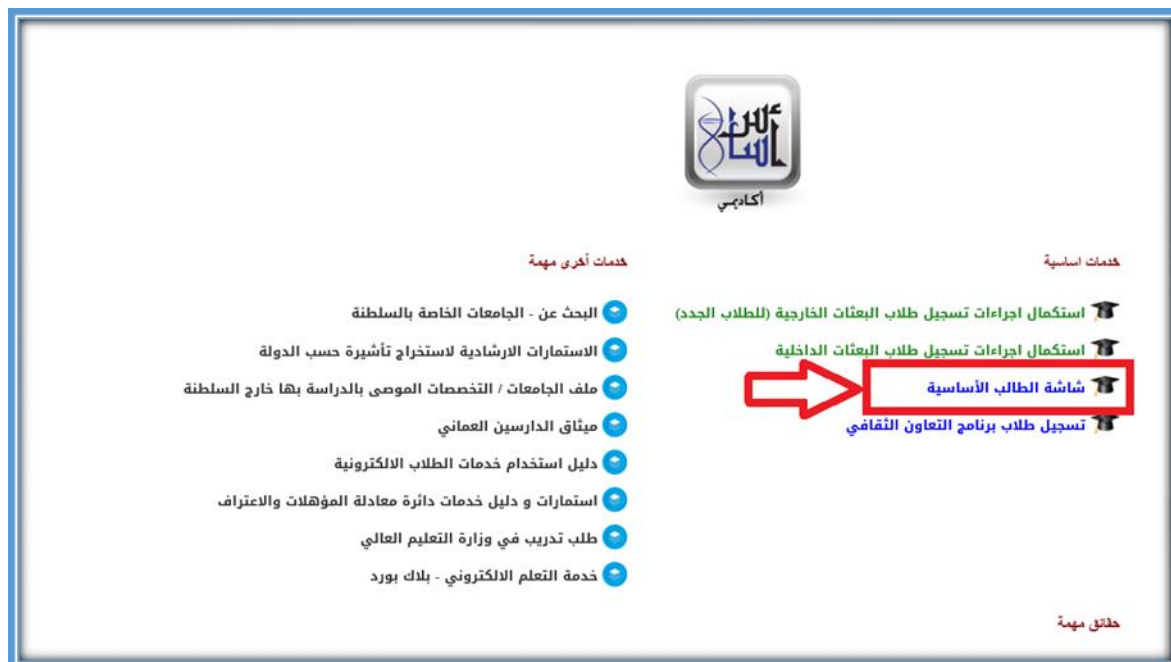 أساس
أكاديمي
خدمات اساسية
استكمال اجراءات تسجيل طلاب البعثات الخارجية (للطلاب الجدد)
استكمال اجراءات تسجيل طلاب البعثات الداخلية
شاشة الطالب الأساسية
تسجيل طلاب برنامج التعاون الثقافي
خدمات أخرى مهمة
البحث عن - الجامعات الخاصة بالسلطنة
الاستمارات الارشادية لاستخراج تأشيرة حسب الدولة
ملف الجامعات / التخصصات الموصى بالدراسة بها خارج السلطنة
ميثاق الدارسين العماني
دليل استخدام خدمات الطلاب الالكترونية
استمارات و دليل خدمات دائرة معادلة المؤهلات والاعتراف
طلب تدريب في وزارة التعليم العالي
خدمة التعلم الالكتروني - بلاك بورد
حقائق مهمة